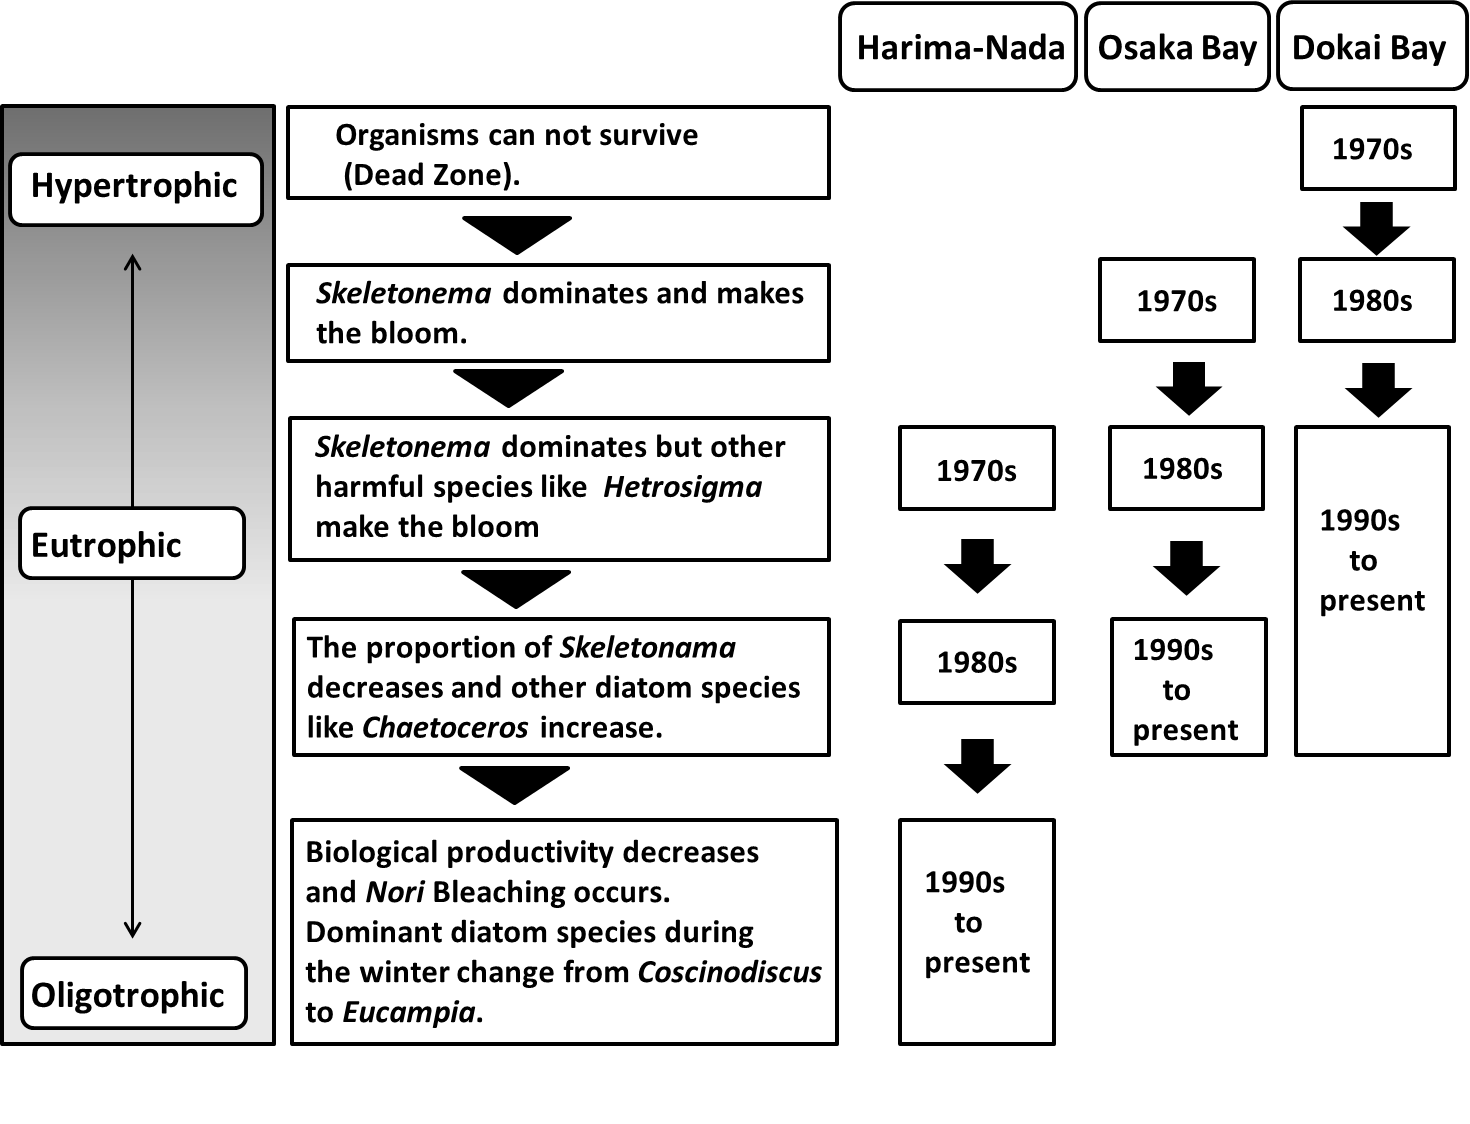 Harima-Nada
Osaka Bay
Dokai Bay
Hypertrophic
Eutrophic
Oligotrophic
Organisms can not survive
(Dead Zone).
Skeletonema dominates and makes
the bloom.
Skeletonema dominates but other
harmful species like Hetrosigma
make the bloom
The proportion of Skeletonama
decreases and other diatom species
like Chaetoceros increase.
Biological productivity decreases
and Nori Bleaching occurs.
Dominant diatom species during
the winter change from Coscinodiscus
to Eucampia.
1970s
1980s
1990s
to
present
1970s
1980s
1990s
to
present
1970s
1980s
1990s
to
present